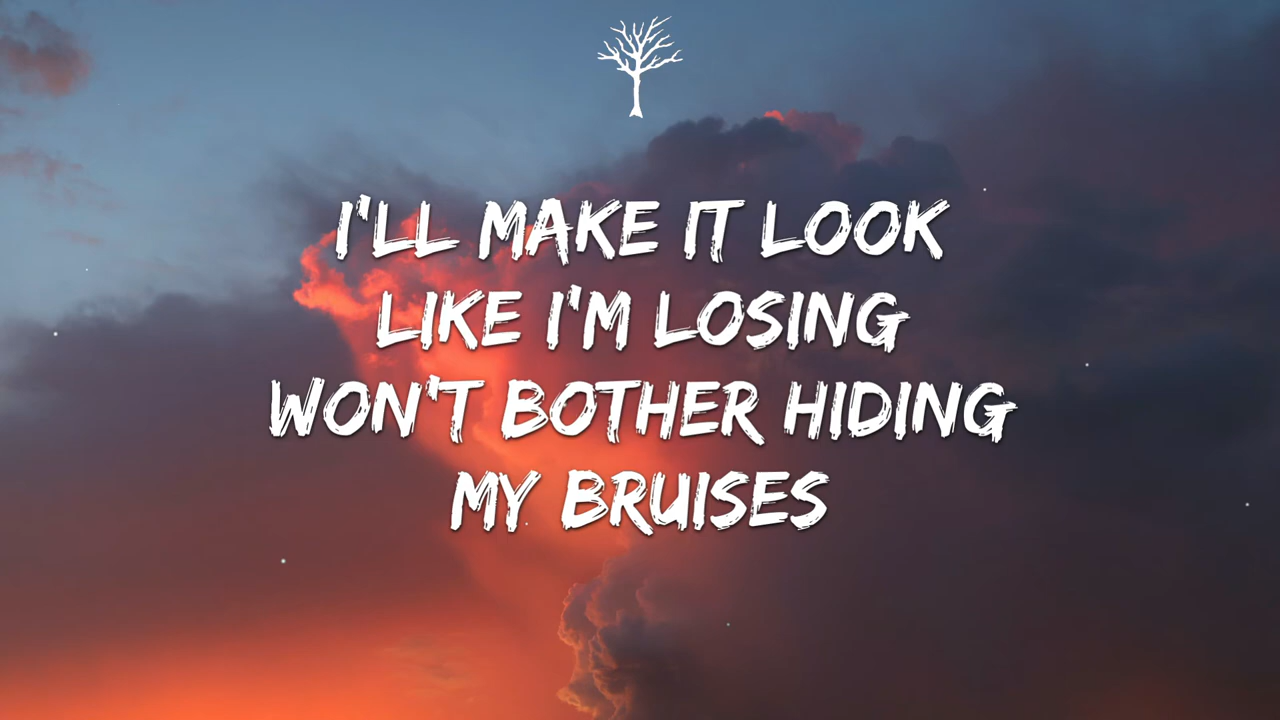 I'LL MAKE IT LOOK
LIKE I'M LOSING
WON'T BOTHER HIDING
MY BRUISES